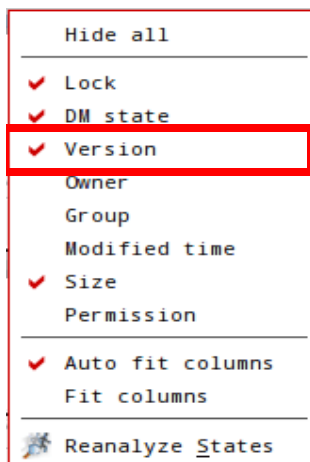 Hide all
Lock
DM state
Version
Owner
Group
Modified time
Size
Permission
Auto fit columns
Fit columns
Reanalyze States